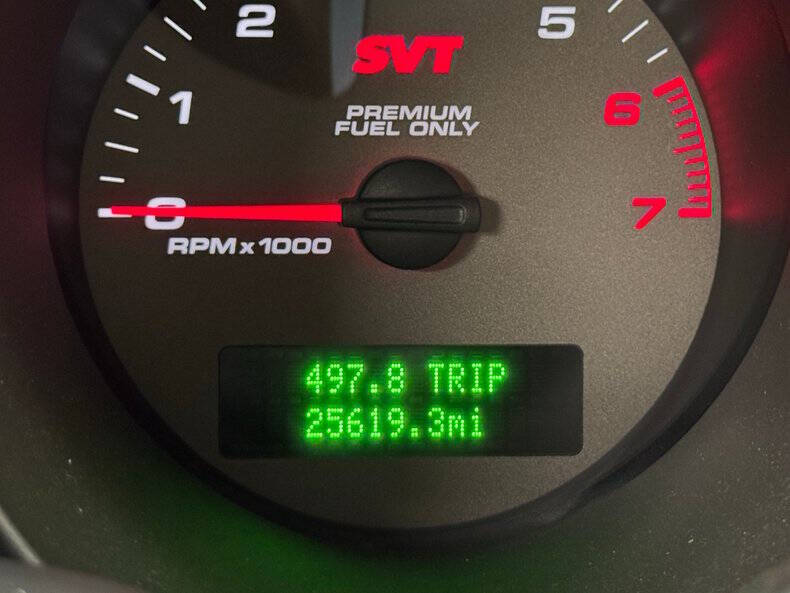 2
5
SVT
1
6
PREMIUM
FUEL ONLY
0
7
RPM x 1000
497.8 TRIP
25619.3mi